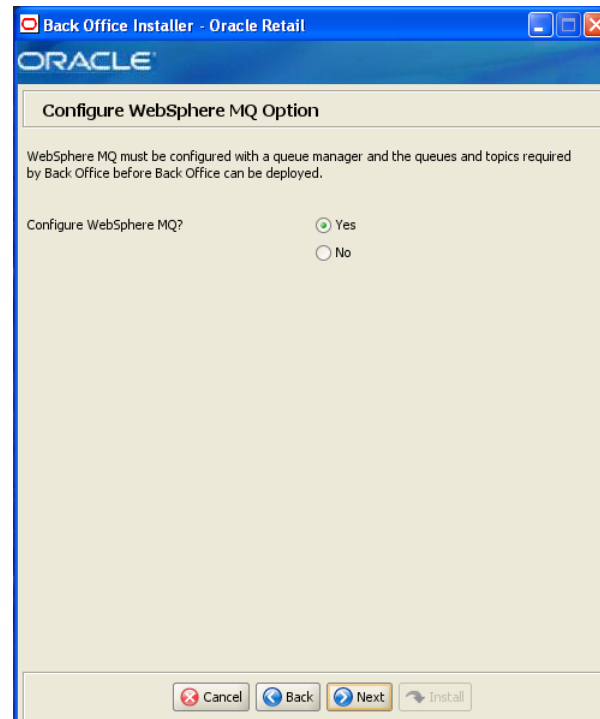 Back Office Installer - Oracle Retail
ORACLE
Configure WebSphere MQ Option
WebSphere MQ must be configured with a queue manager and the queues and topics required
by Back Office before Back Office can be deployed.
Configure WebSphere MQ? Yes
No
Cancel Back Next Install